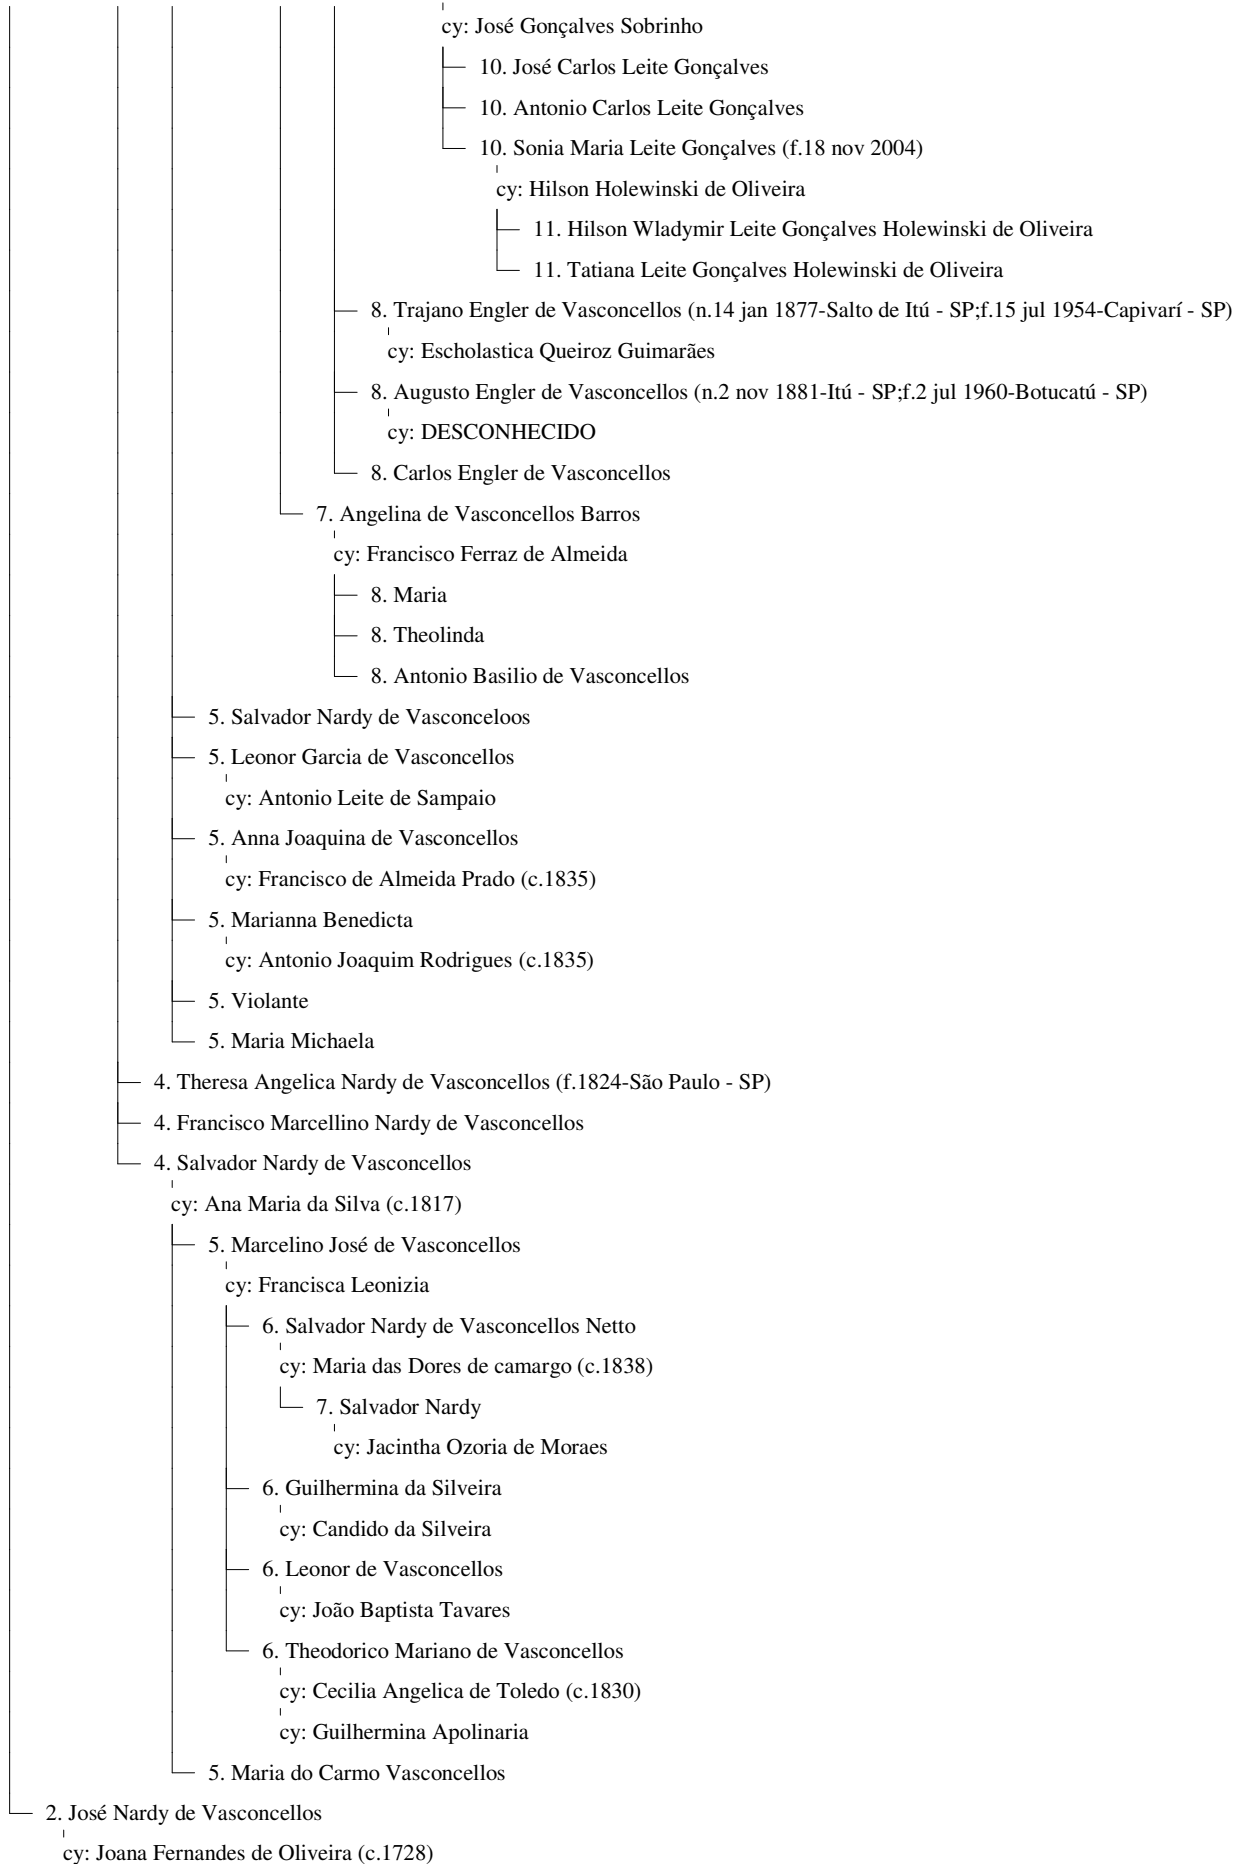 cy: José Gonçalves Sobrinho
10. José Carlos Leite Gonçalves
10. Antonio Carlos Leite Gonçalves
10. Sonia Maria Leite Gonçalves (f.18 nov 2004)
cy: Hilson Holewinski de Oliveira
11. Hilson Wladymir Leite Gonçalves Holewinski de Oliveira
11. Tatiana Leite Gonçalves Holewinski de Oliveira
8. Trajano Engler de Vasconcellos (n.14 jan 1877-Salto de Itú - SP;f.15 jul 1954-Capivarí - SP)
cy: Escholastica Queiroz Guimarães
8. Augusto Engler de Vasconcellos (n.2 nov 1881-Itú - SP;f.2 jul 1960-Botucatú - SP)
cy: DESCONHECIDO
8. Carlos Engler de Vasconcellos
7. Angelina de Vasconcellos Barros
cy: Francisco Ferraz de Almeida
8. Maria
8. Theolinda
8. Antonio Basilio de Vasconcellos
5. Salvador Nardy de Vasconceloos
5. Leonor Garcia de Vasconcellos
cy: Antonio Leite de Sampaio
5. Anna Joaquina de Vasconcellos
cy: Francisco de Almeida Prado (c.1835)
5. Marianna Benedicta
cy: Antonio Joaquim Rodrigues (c.1835)
5. Violante
5. Maria Michaela
4. Theresa Angelica Nardy de Vasconcellos (f.1824-São Paulo - SP)
4. Francisco Marcellino Nardy de Vasconcellos
4. Salvador Nardy de Vasconcellos
cy: Ana Maria da Silva (c.1817)
5. Marcelino José de Vasconcellos
cy: Francisca Leonizia
6. Salvador Nardy de Vasconcellos Netto
cy: Maria das Dores de camargo (c.1838)
7. Salvador Nardy
cy: Jacintha Ozoria de Moraes
6. Guilhermina da Silveira
cy: Candido da Silveira
6. Leonor de Vasconcellos
cy: João Baptista Tavares
6. Theodorico Mariano de Vasconcellos
cy: Cecilia Angelica de Toledo (c.1830)
cy: Guilhermina Apolinaria
5. Maria do Carmo Vasconcellos
2. José Nardy de Vasconcellos
cy: Joana Fernandes de Oliveira (c.1728)